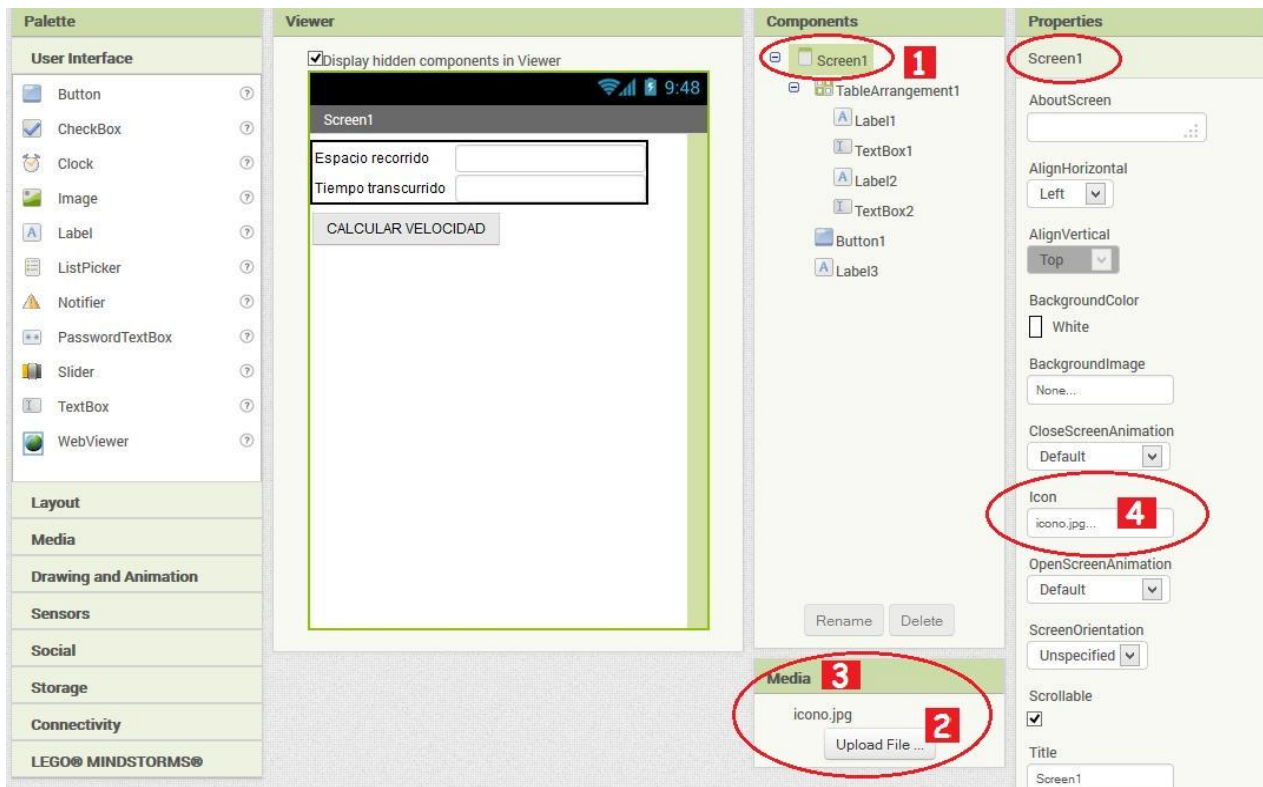 Palette
User Interface
Button
CheckBox
Clock
Image
Label
ListPicker
Notifier
PasswordTextBox
Slider
TextBox
WebViewer
Layout
Media
Drawing and Animation
Sensors
Social
Storage
Connectivity
LEGO® MINDSTORMS®
Viewer
Display hidden components in Viewer
9:48
Screen1
Espacio recorrido
Tiempo transcurrido
CALCULAR VELOCIDAD
Components
Screen1 1
TableArrangement1
Label1
TextBox1
Label2
TextBox2
Button1
Label3
Rename Delete
Media 3
icono.jpg
2
Upload File ...
Properties
Screen1
AboutScreen
AlignHorizontal
Left
AlignVertical
Top
BackgroundColor
White
BackgroundImage
None...
CloseScreenAnimation
Default
Icon
icono.jpg... 4
OpenScreenAnimation
Default
ScreenOrientation
Unspecified
Scrollable
Title
Screen1